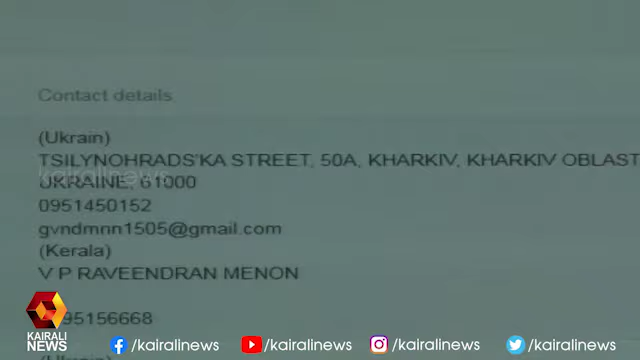 Contact details
(Ukrain)
TSILYNOHRADS'KA STREET, 50A, KHARKIV, KHARKIV OBLAST
UKRAINE, 61000
kairalinews
0951450152
gvndmnn1505@gmail.com
(Kerala)
V P RAVEENDRAN MENON
95156668
KAIRALI
NEWS
/kairalinews /kairalinews /kairalinews /kairalinews